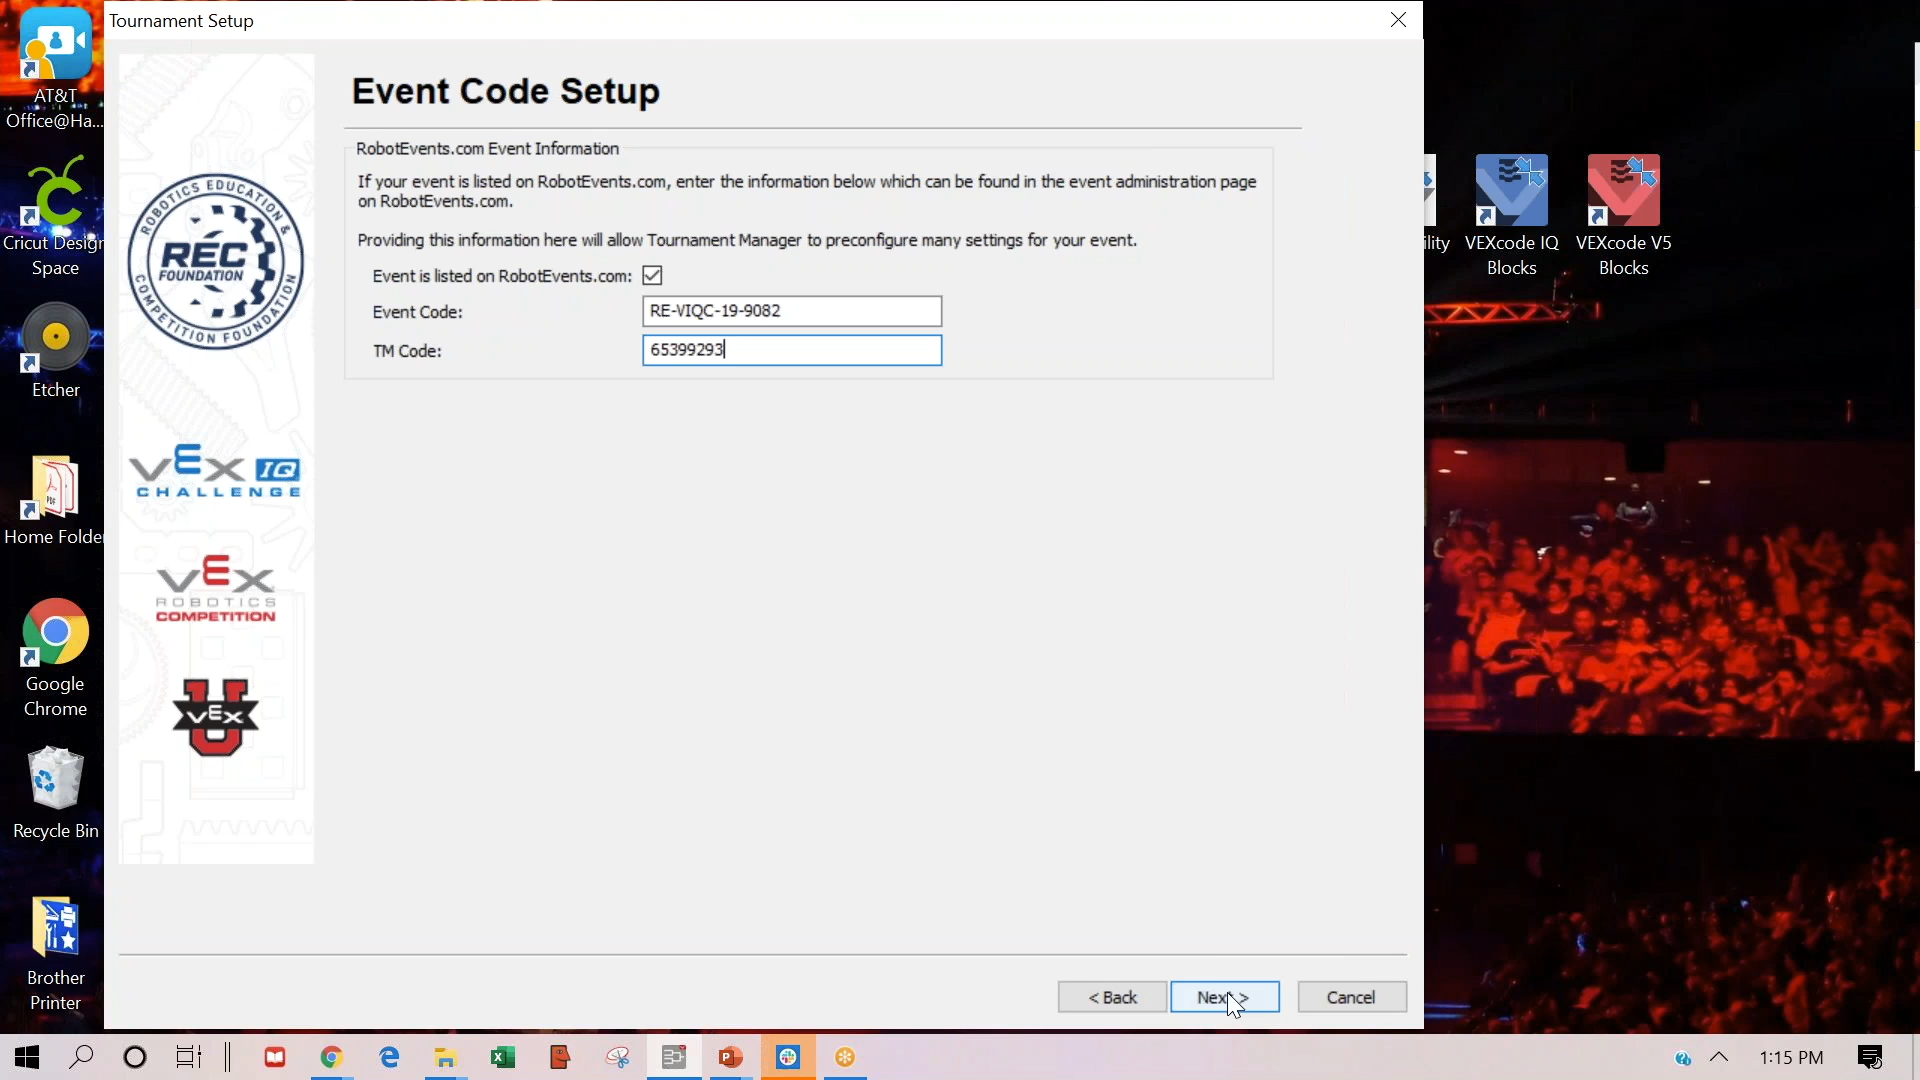 Tournament Setup
AT&T
Office@Ha...
Cricut Design
Space
Etcher
Home Folder
Google
Chrome
Recycle Bin
Brother
Printer
ROBOTICS EDUCATION &
COMPETITION FOUNDATION
REC
FOUNDATION
VEX IQ
CHALLENGE
VEX
ROBOTICS
COMPETITION
VEX
U
Event Code Setup
RobotEvents.com Event Information
If your event is listed on RobotEvents.com, enter the information below which can be found in the event administration page
on RobotEvents.com.
Providing this information here will allow Tournament Manager to preconfigure many settings for your event.
Event is listed on RobotEvents.com:
Event Code: RE-VIQC-19-9082
TM Code: 65399293
< Back
Next >
Cancel
ility
VEXcode IQ
Blocks
VEXcode V5
Blocks
1:15 PM